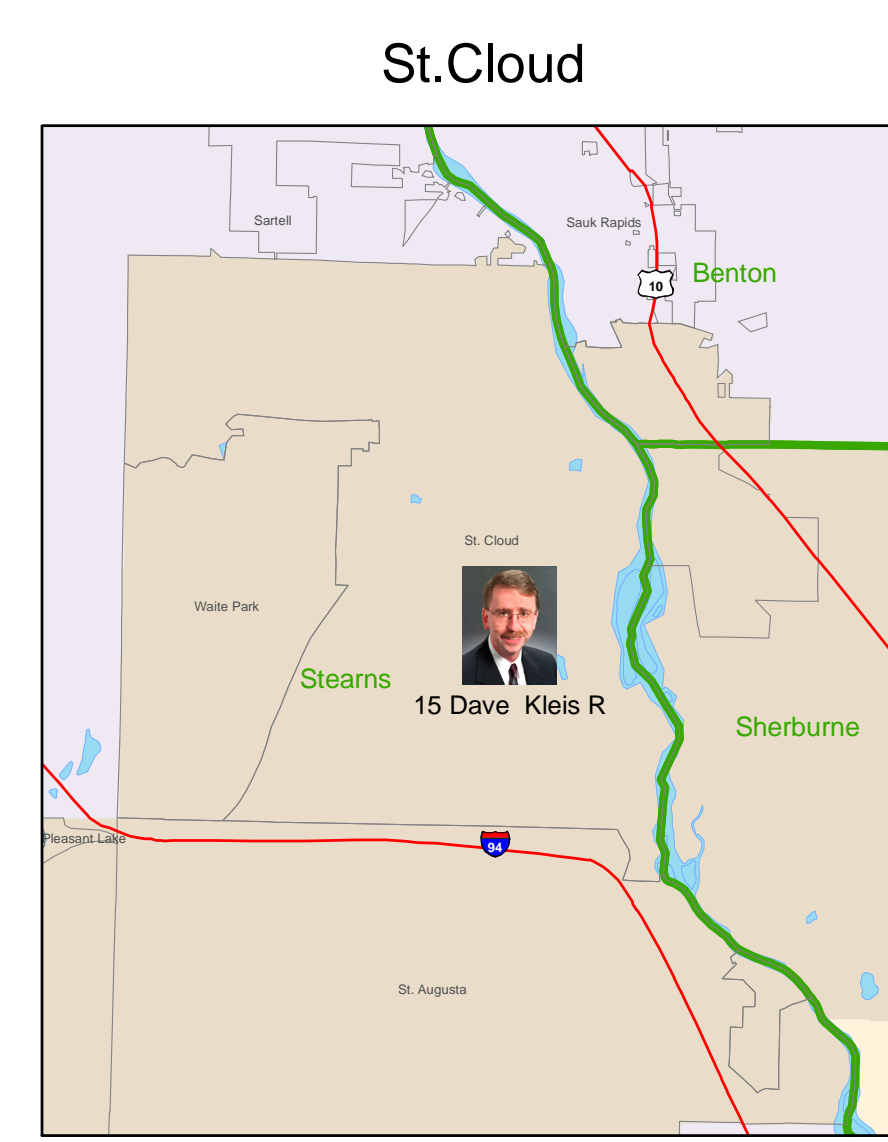 St.Cloud
Sartell
Sauk Rapids
Benton
10
St. Cloud
Waite Park
Stearns
15 Dave  Kleis R
Sherburne
Pleasant Lake
94
St. Augusta